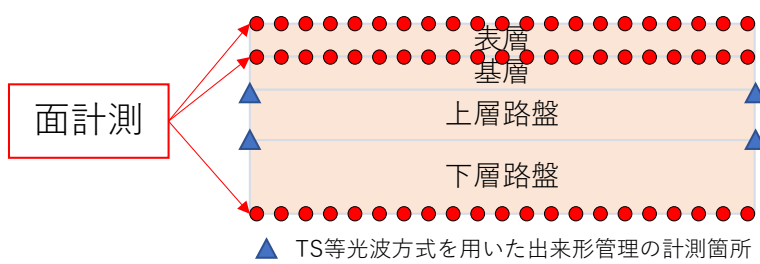 表層
基層
面計測
上層路盤
下層路盤
TS等光波方式を用いた出来形管理の計測箇所